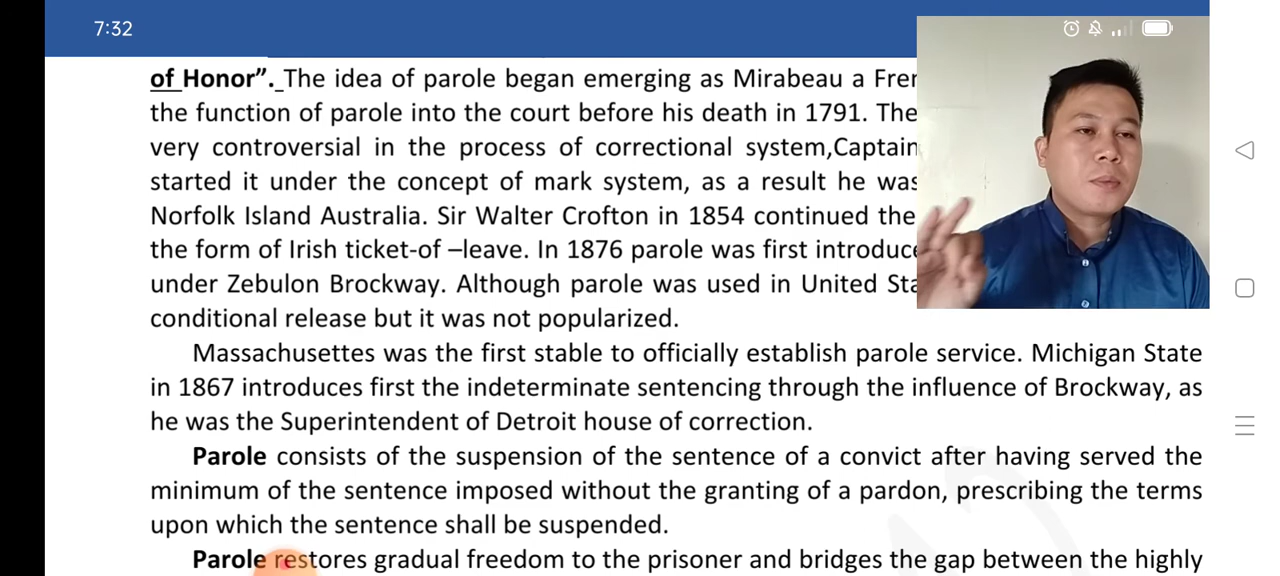 7:32
of Honor”. The idea of parole began emerging as Mirabeau a Fren
the function of parole into the court before his death in 1791. The
very controversial in the process of correctional system,Captain
started it under the concept of mark system, as a result he was
Norfolk Island Australia. Sir Walter Crofton in 1854 continued the
the form of Irish ticket-of –leave. In 1876 parole was first introduce
under Zebulon Brockway. Although parole was used in United Sta
conditional release but it was not popularized.
Massachusettes was the first stable to officially establish parole service. Michigan State
in 1867 introduces first the indeterminate sentencing through the influence of Brockway, as
he was the Superintendent of Detroit house of correction.
Parole consists of the suspension of the sentence of a convict after having served the
minimum of the sentence imposed without the granting of a pardon, prescribing the terms
upon which the sentence shall be suspended.
Parole restores gradual freedom to the prisoner and bridges the gap between the highly